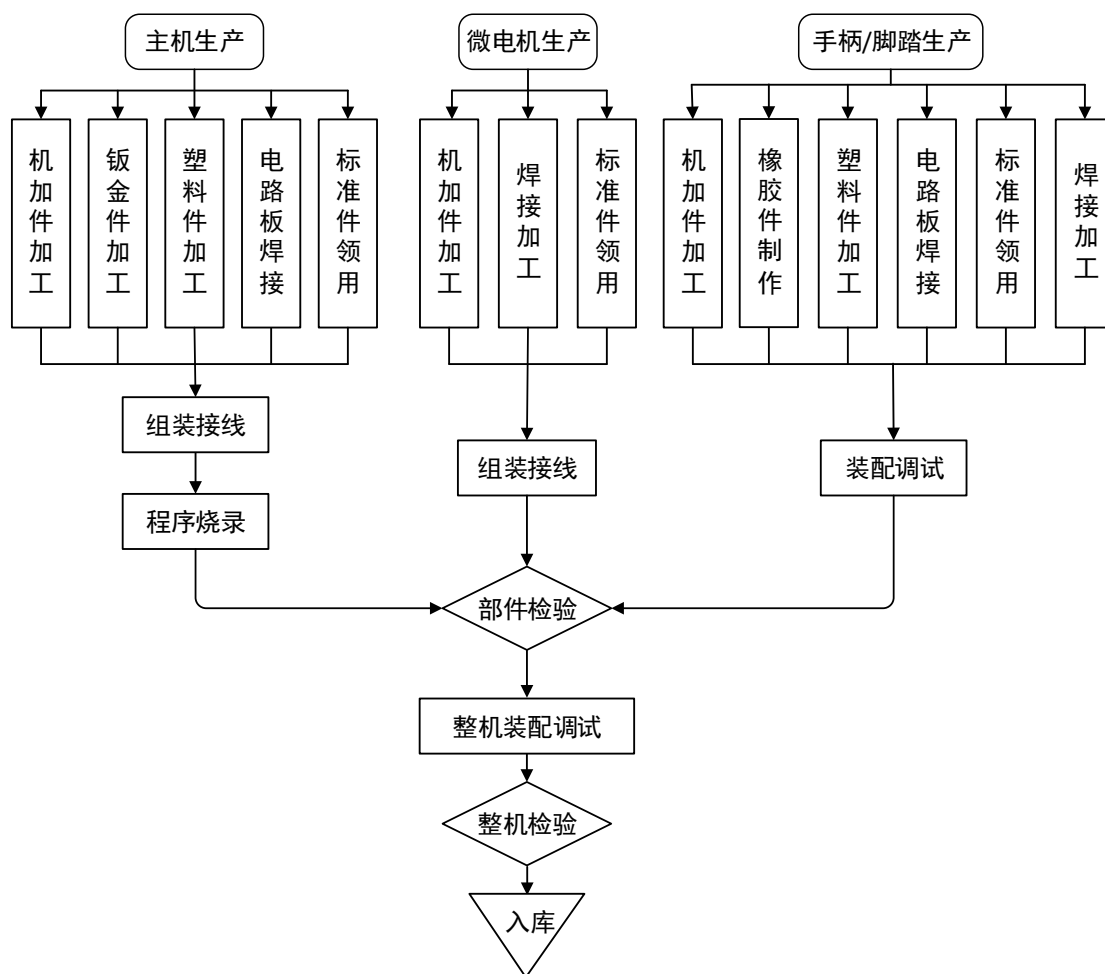 主机生产
微电机生产
手柄/脚踏生产
机加件加工
钣金件加工
塑料件加工
电路板焊接
标准件领用
机加件加工
焊接加工
标准件领用
机加件加工
橡胶件制作
塑料件加工
电路板焊接
标准件领用
焊接加工
组装接线
组装接线
装配调试
程序烧录
部件检验
整机装配调试
整机检验
入库